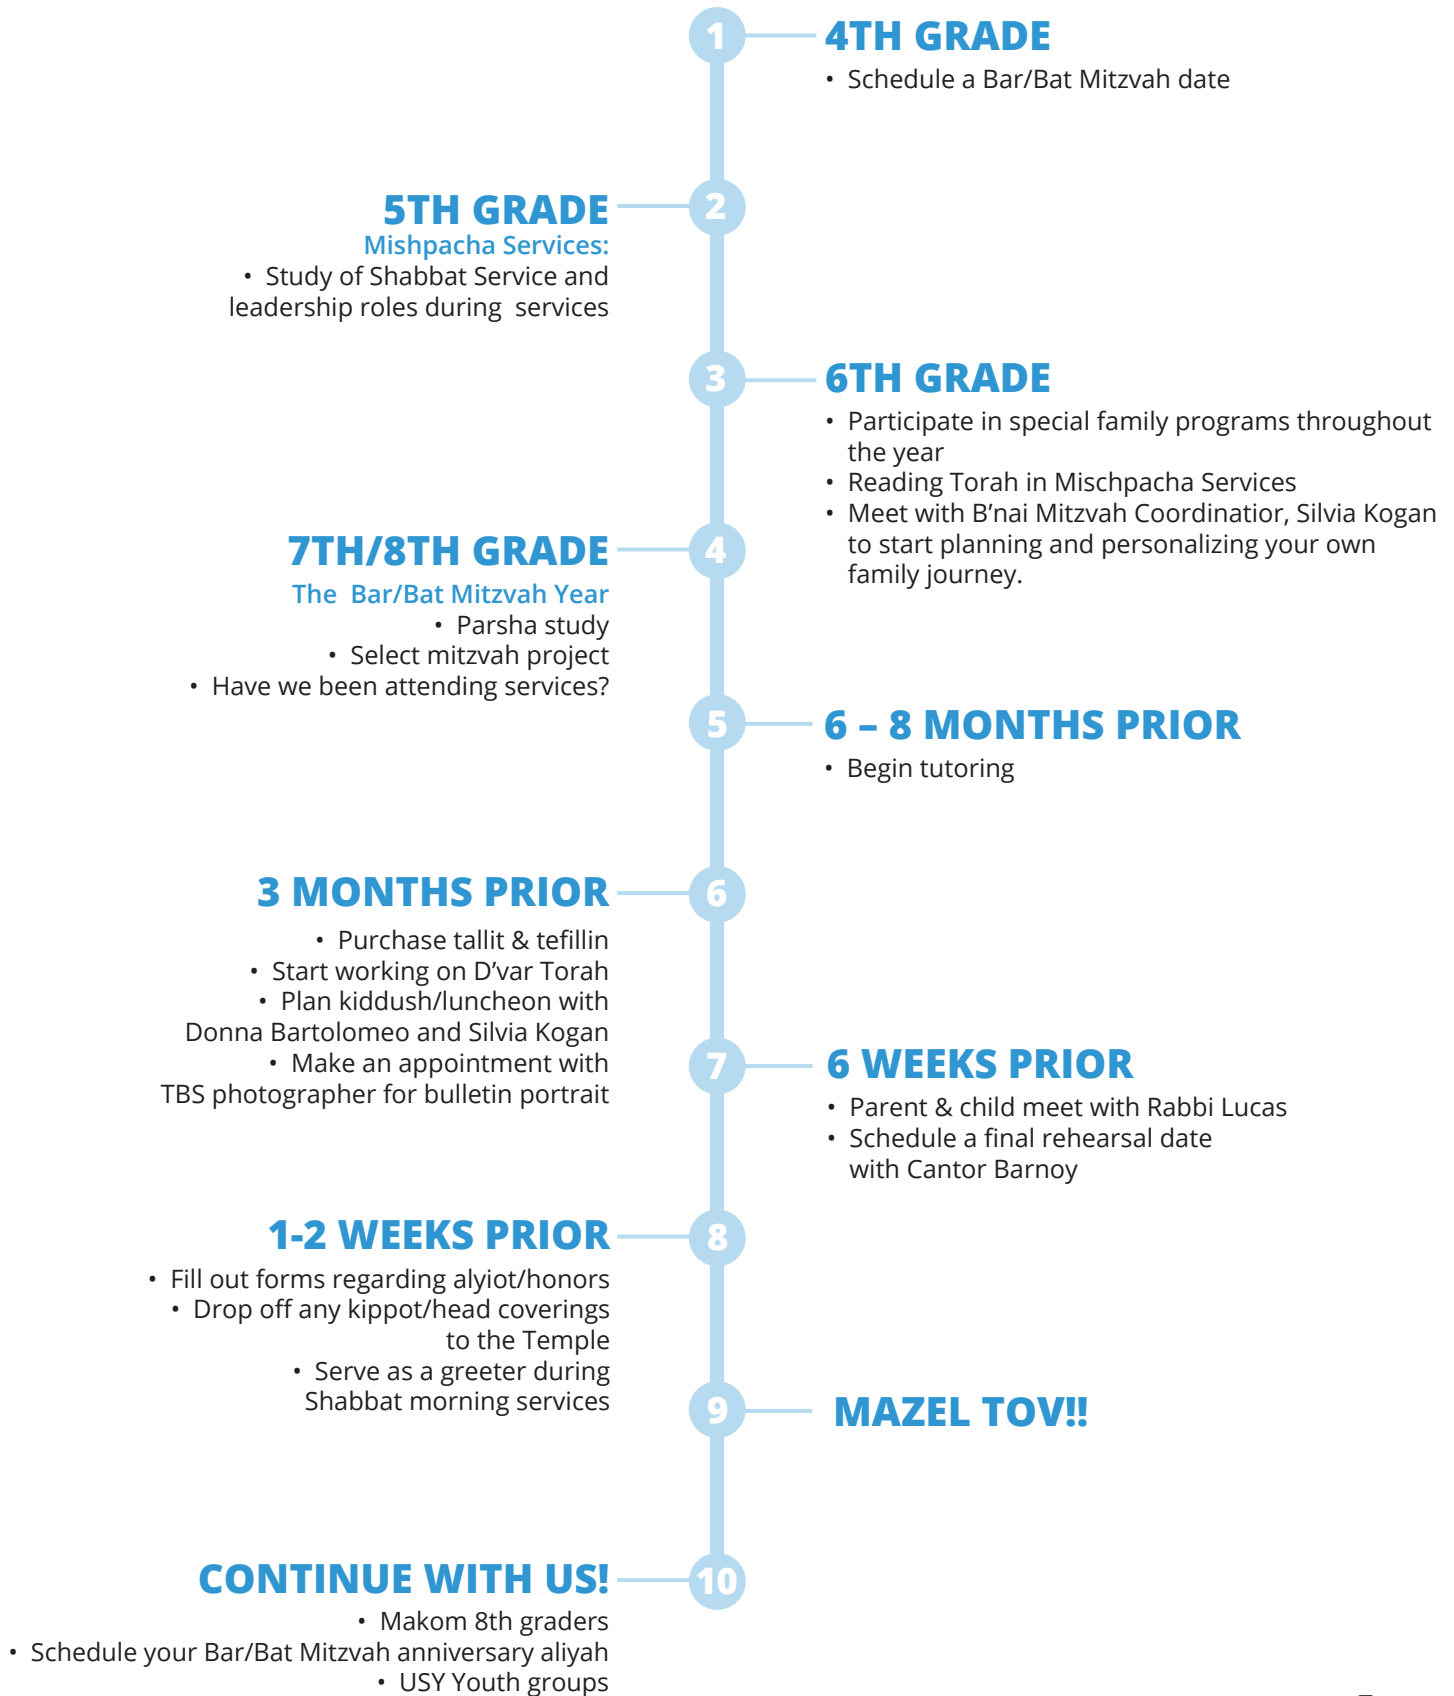 1
4TH GRADE
• Schedule a Bar/Bat Mitzvah date
2
5TH GRADE
Mishpacha Services:
• Study of Shabbat Service and
leadership roles during services
3
6TH GRADE
• Participate in special family programs throughout
the year
• Reading Torah in Mischpacha Services
• Meet with B’nai Mitzvah Coordinatior, Silvia Kogan
to start planning and personalizing your own
family journey.
4
7TH/8TH GRADE
The Bar/Bat Mitzvah Year
• Parsha study
• Select mitzvah project
• Have we been attending services?
5
6 – 8 MONTHS PRIOR
• Begin tutoring
6
3 MONTHS PRIOR
• Purchase tallit & tefillin
• Start working on D’var Torah
• Plan kiddush/luncheon with
Donna Bartolomeo and Silvia Kogan
• Make an appointment with
TBS photographer for bulletin portrait
7
6 WEEKS PRIOR
• Parent & child meet with Rabbi Lucas
• Schedule a final rehearsal date
with Cantor Barnoy
8
1-2 WEEKS PRIOR
• Fill out forms regarding alyiot/honors
• Drop off any kippot/head coverings
to the Temple
• Serve as a greeter during
Shabbat morning services
9
MAZEL TOV!!
10
CONTINUE WITH US!
• Makom 8th graders
• Schedule your Bar/Bat Mitzvah anniversary aliyah
• USY Youth groups